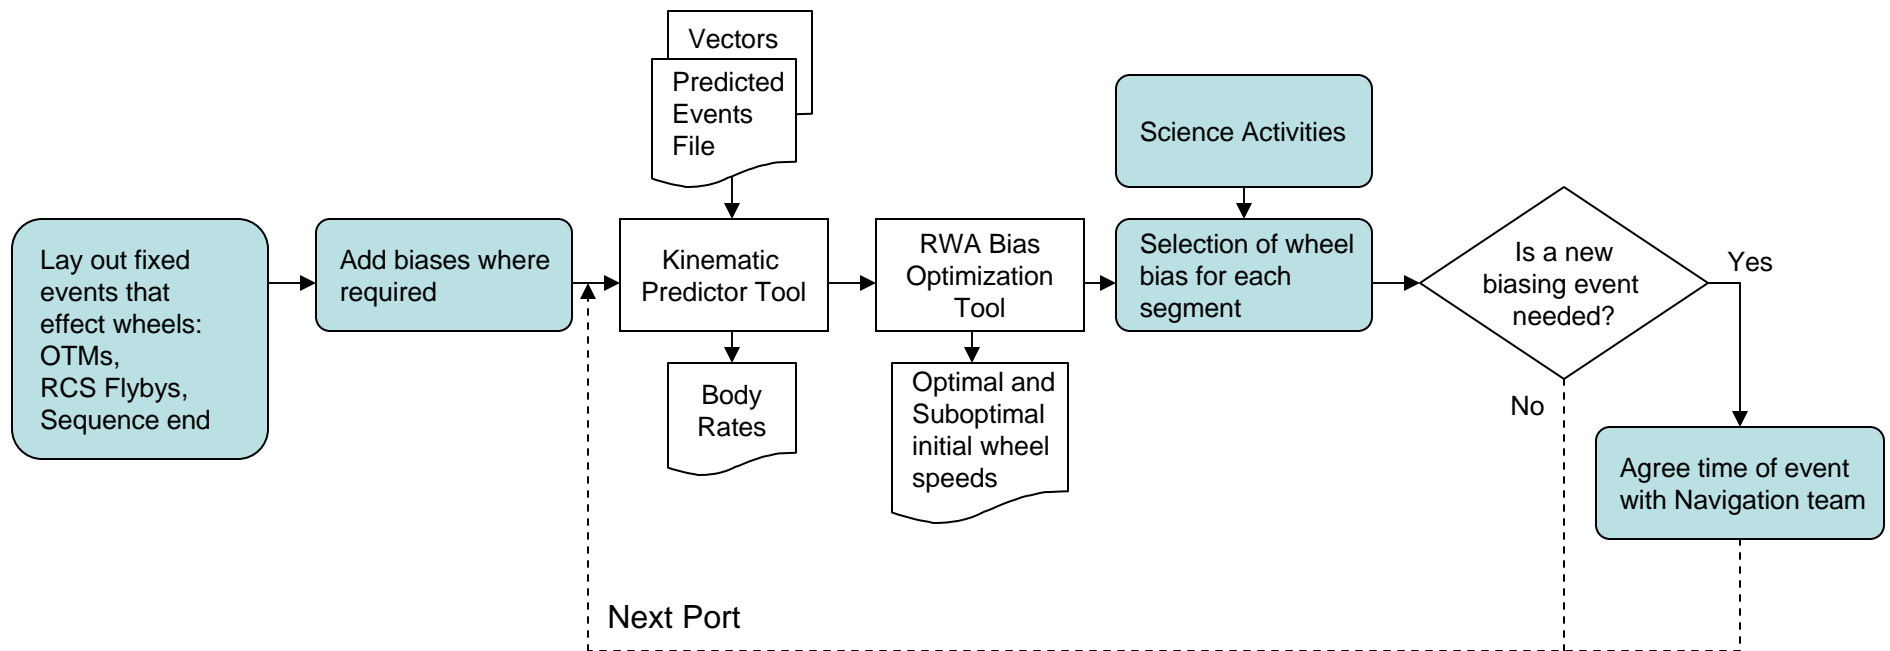 Vectors
Predicted
Events
File
Science Activities
Lay out fixed
events that
effect wheels:
OTMs,
RCS Flybys,
Sequence end
Add biases where
required
Kinematic
Predictor Tool
RWA Bias
Optimization
Tool
Selection of wheel
bias for each
segment
Is a new
biasing event
needed?
Yes
No
Body
Rates
Optimal and
Suboptimal
initial wheel
speeds
Agree time of event
with Navigation team
Next Port